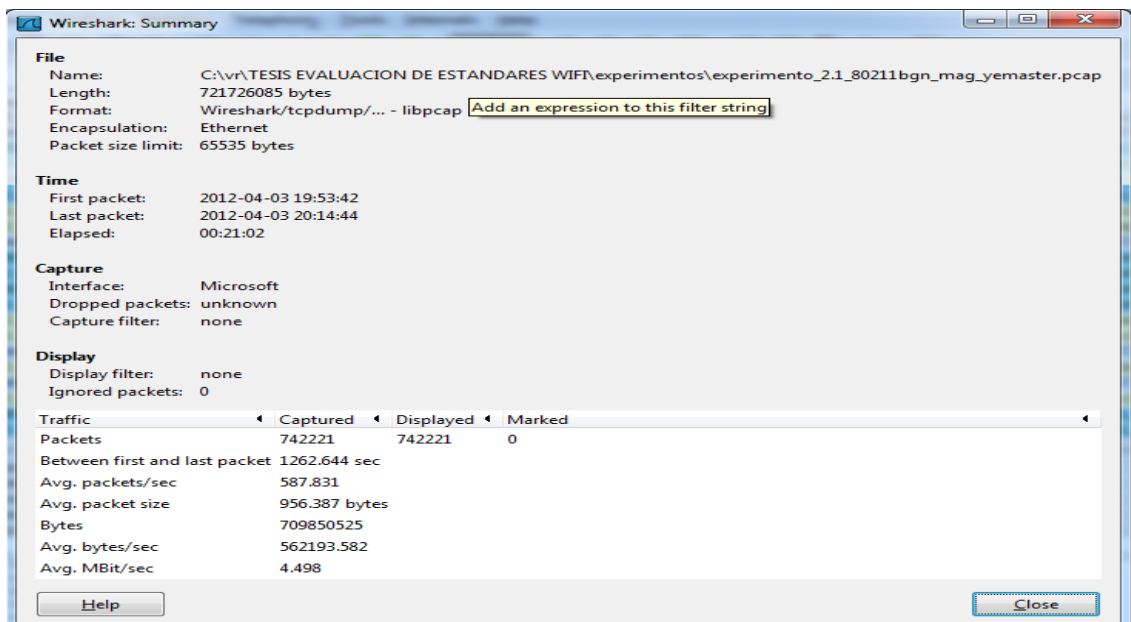 Wireshark: Summary
File
Name: C:\vr\TESIS EVALUACION DE ESTANDARES WIFI\experimentos\experimento_2.1_80211bgn_mag_yemaster.pcap
Length: 721726085 bytes
Format: Wireshark/tcpdump/... - libpcap
Add an expression to this filter string
Encapsulation: Ethernet
Packet size limit: 65535 bytes
Time
First packet: 2012-04-03 19:53:42
Last packet: 2012-04-03 20:14:44
Elapsed: 00:21:02
Capture
Interface: Microsoft
Dropped packets: unknown
Capture filter: none
Display
Display filter: none
Ignored packets: 0
Traffic Captured Displayed Marked
Packets 742221 742221 0
Between first and last packet 1262.644 sec
Avg. packets/sec 587.831
Avg. packet size 956.387 bytes
Bytes 709850525
Avg. bytes/sec 562193.582
Avg. MBit/sec 4.498
Help Close